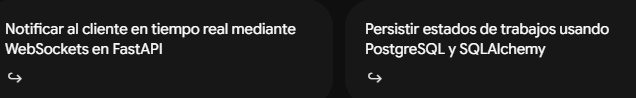 Notificar al cliente en tiempo real mediante
WebSockets en FastAPI
Persistir estados de trabajos usando
PostgreSQL y SQLAlchemy